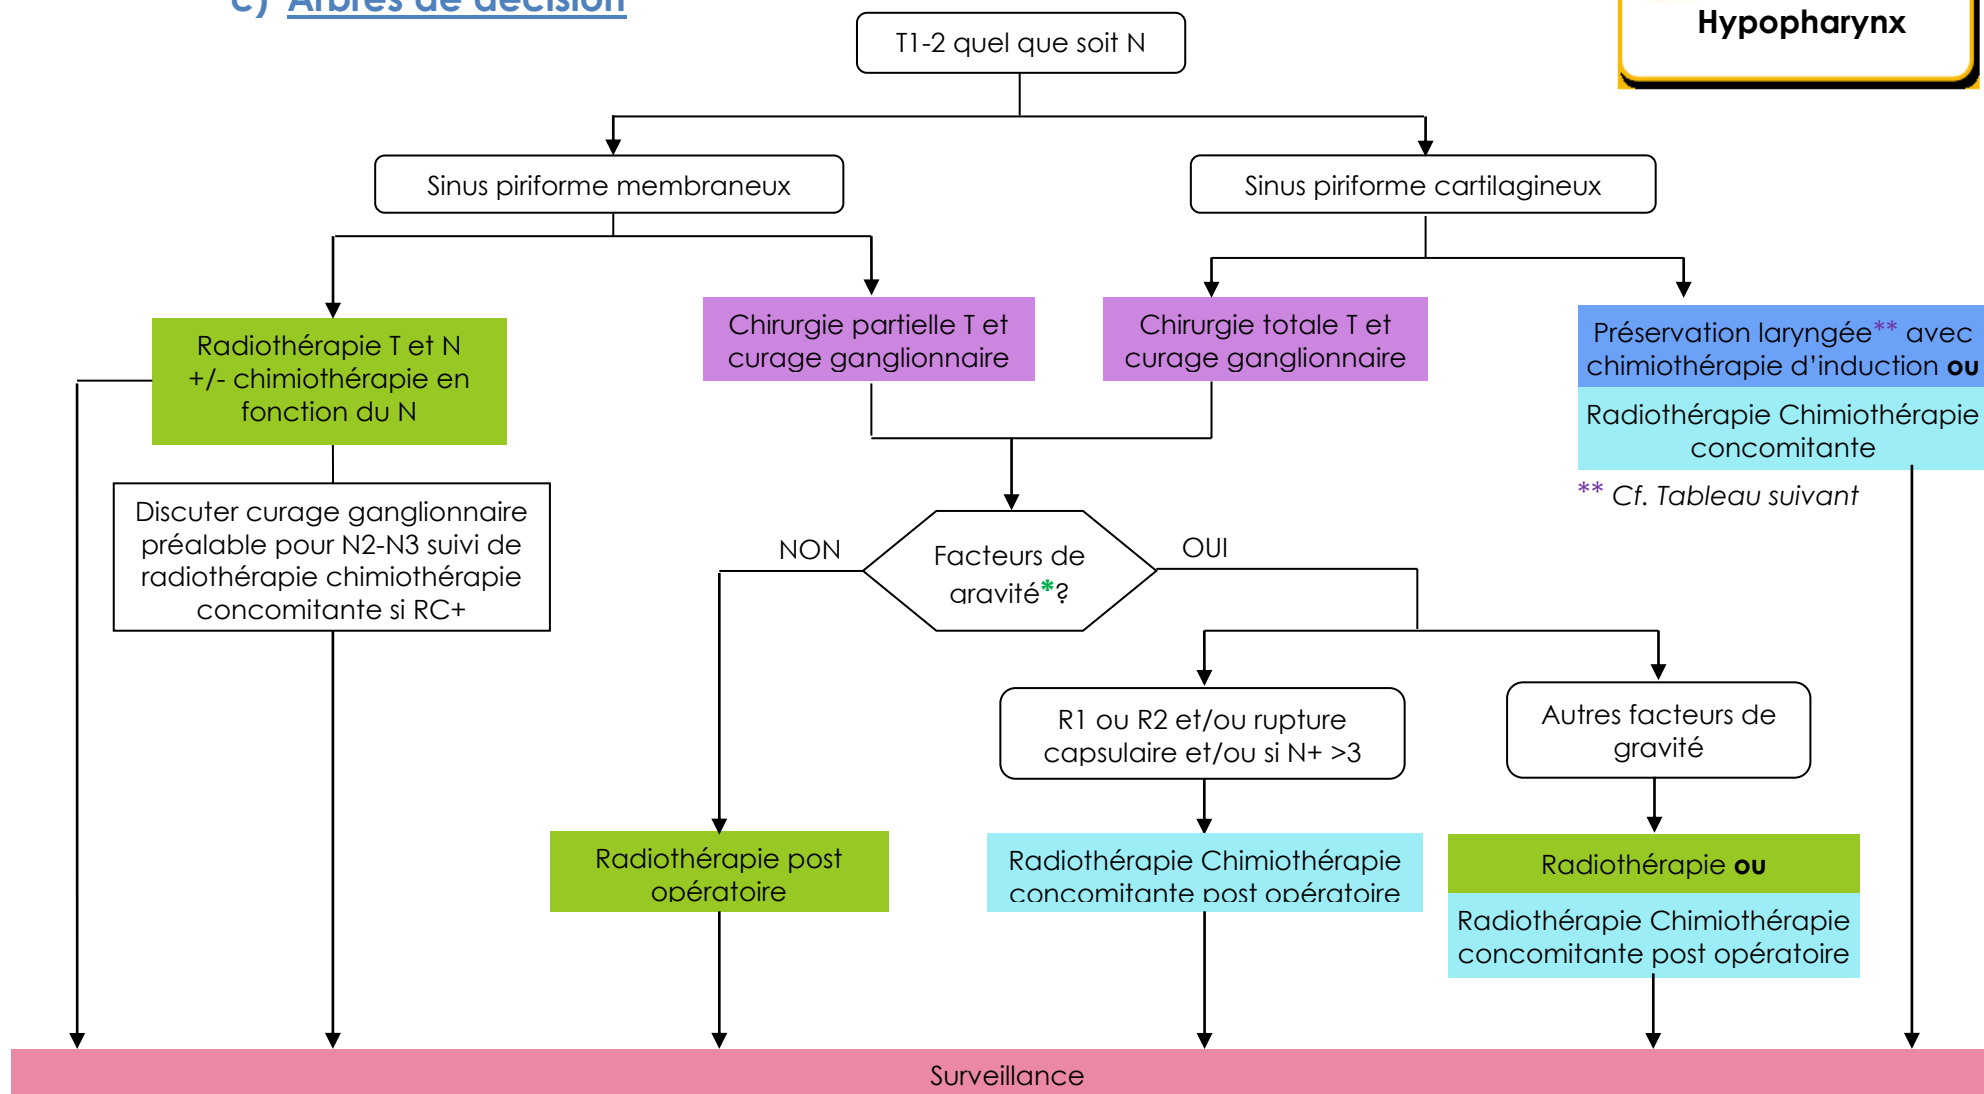 c) Arbres de décision
Hypopharynx
T1-2 quel que soit N
Sinus piriforme membraneux
Sinus piriforme cartilagineux
Radiothérapie T et N
+/- chimiothérapie en
fonction du N
Chirurgie partielle T et
curage ganglionnaire
Chirurgie totale T et
curage ganglionnaire
Préservation laryngée** avec
chimiothérapie d’induction ou
Radiothérapie Chimiothérapie
concomitante
** Cf. Tableau suivant
Discuter curage ganglionnaire
préalable pour N2-N3 suivi de
radiothérapie chimiothérapie
concomitante si RC+
NON
Facteurs de
gravité*?
OUI
R1 ou R2 et/ou rupture
capsulaire et/ou si N+ >3
Autres facteurs de
gravité
Radiothérapie post
opératoire
Radiothérapie Chimiothérapie
concomitante post opératoire
Radiothérapie ou
Radiothérapie Chimiothérapie
concomitante post opératoire
Surveillance